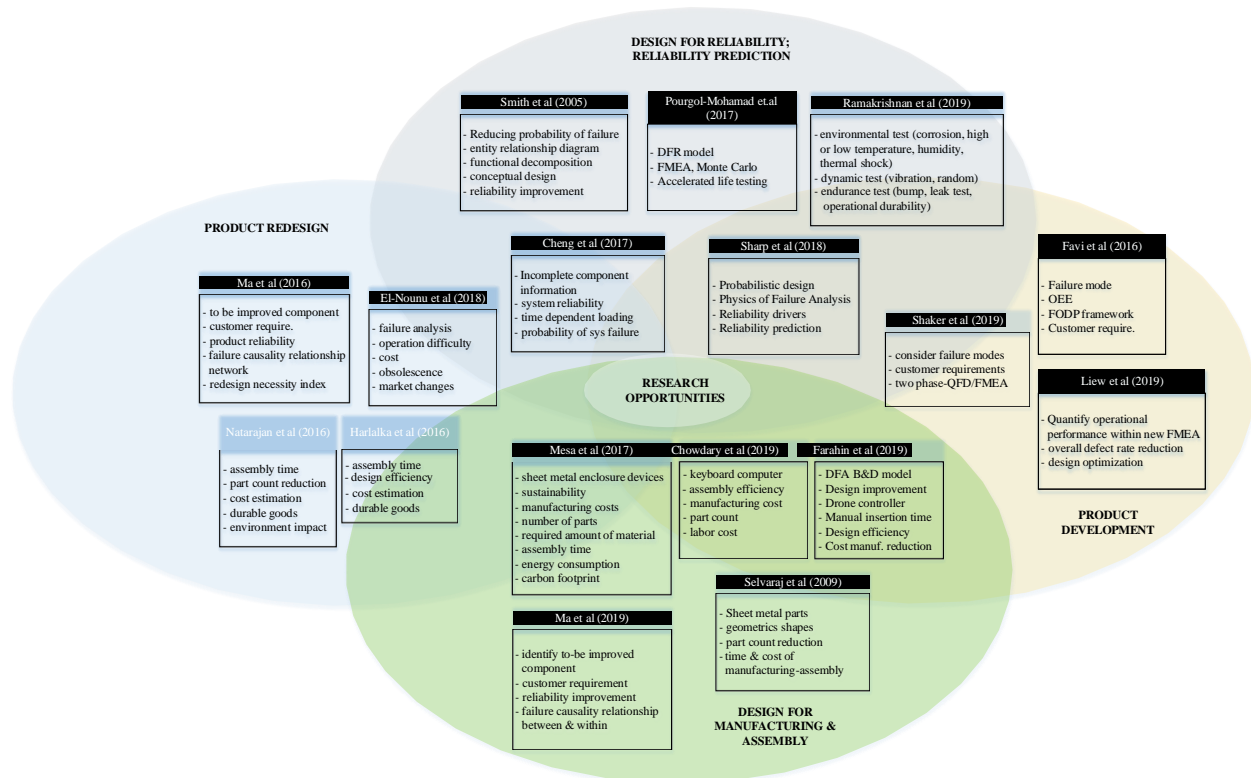 DESIGN FOR RELIABILITY;
RELIABILITY PREDICTION
Smith et al (2005)
- Reducing probability of failure
- entity relationship diagram
- functional decomposition
- conceptual design
- reliability improvement
Pourgol-Mohamad et.al
(2017)
- DFR model
- FMEA, Monte Carlo
- Accelerated life testing
Ramakrishnan et al (2019)
- environmental test (corrosion, high
or low temperature, humidity,
thermal shock)
- dynamic test (vibration, random)
- endurance test (bump, leak test,
operational durability)
PRODUCT REDESIGN
Ma et al (2016)
- to be improved component
- customer require.
- product reliability
- failure causality relationship
network
- redesign necessity index
El-Nounu et al (2018)
- failure analysis
- operation difficulty
- cost
- obsolescence
- market changes
Cheng et al (2017)
- Incomplete component
information
- system reliability
- time dependent loading
- probability of sys failure
Sharp et al (2018)
- Probabilistic design
- Physics of Failure Analysis
- Reliability drivers
- Reliability prediction
Favi et al (2016)
- Failure mode
- OEE
- FODP framework
- Customer require.
Shaker et al (2019)
- consider failure modes
- customer requirements
- two phase-QFD/FMEA
Liew et al (2019)
- Quantify operational
performance within new FMEA
- overall defect rate reduction
- design optimization
RESEARCH
OPPORTUNITIES
Natarajan et al (2016)
- assembly time
- part count reduction
- cost estimation
- durable goods
- environment impact
Harlalka et al (2016)
- assembly time
- design efficiency
- cost estimation
- durable goods
Mesa et al (2017)
- sheet metal enclosure devices
- sustainability
- manufacturing costs
- number of parts
- required amount of material
- assembly time
- energy consumption
- carbon footprint
Chowdary et al (2019)
- keyboard computer
- assembly efficiency
- manufacturing cost
- part count
- labor cost
Farahin et al (2019)
- DFA B&D model
- Design improvement
- Drone controller
- Manual insertion time
- Design efficiency
- Cost manuf. reduction
PRODUCT
DEVELOPMENT
Selvaraj et al (2009)
- Sheet metal parts
- geometrics shapes
- part count reduction
- time & cost of
manufacturing-assembly
Ma et al (2019)
- identify to-be improved
component
- customer requirement
- reliability improvement
- failure causality relationship
between & within
DESIGN FOR
MANUFACTURING &
ASSEMBLY